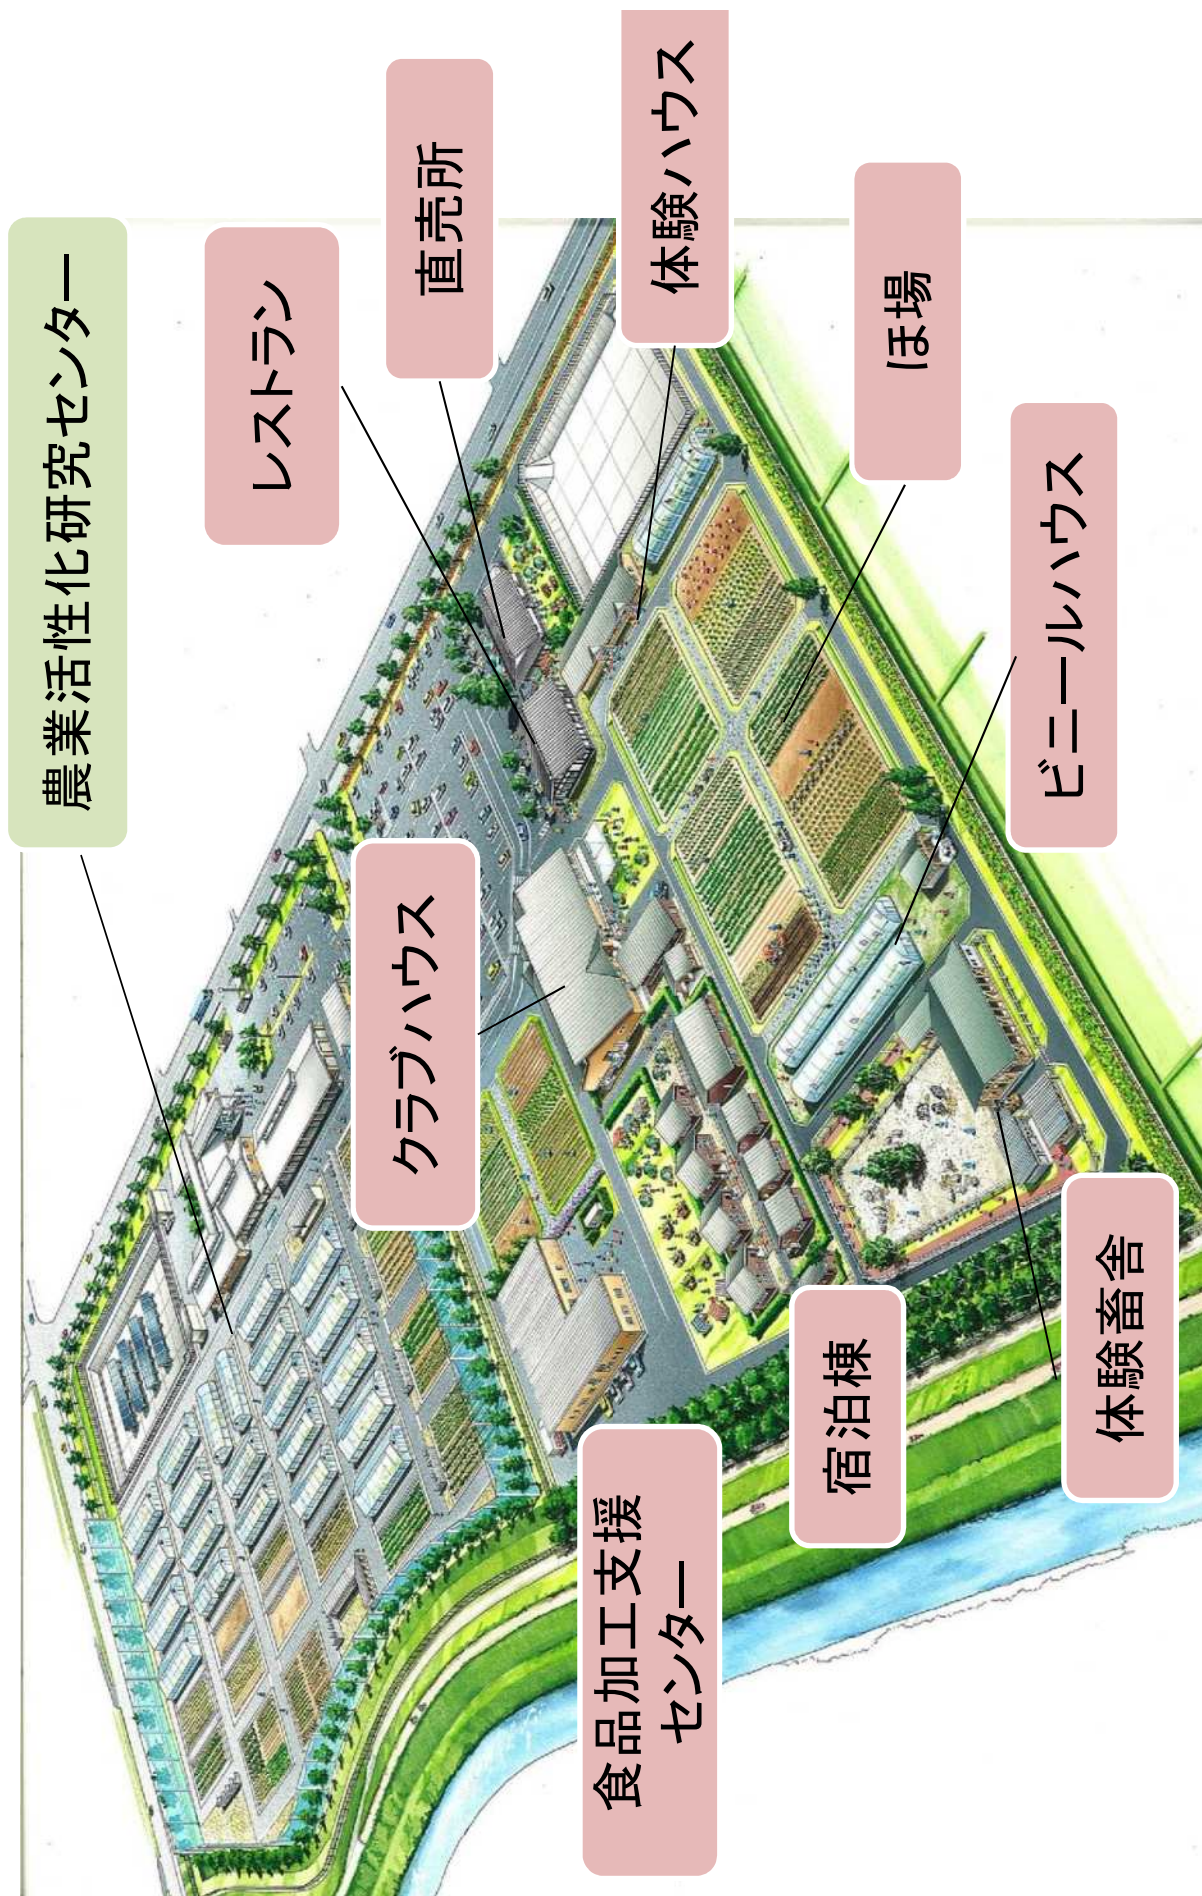 農業活性化研究センター
レストラン
直売所
体験ハウス
ほ場
ビニールハウス
クラブハウス
食品加工支援
センター
宿泊棟
体験畜舎